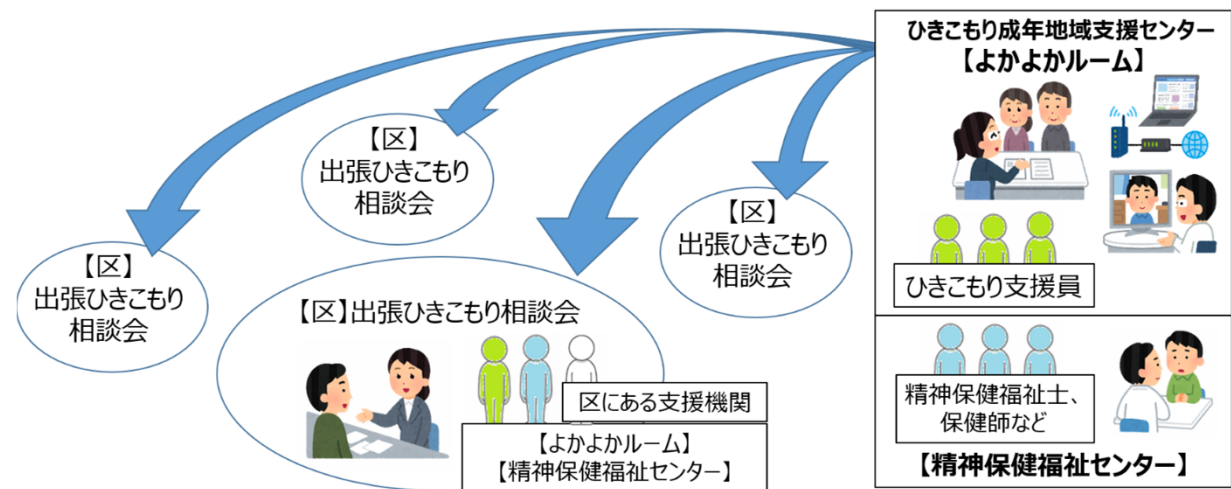 ひきこもり成年地域支援センター
【よかよかルーム】
【区】
出張ひきこもり
相談会
【区】
出張ひきこもり
相談会
【区】
出張ひきこもり
相談会
【区】出張ひきこもり相談会
区にある支援機関
【よかよかルーム】
【精神保健福祉センター】
ひきこもり支援員
精神保健福祉士、
保健師など
【精神保健福祉センター】